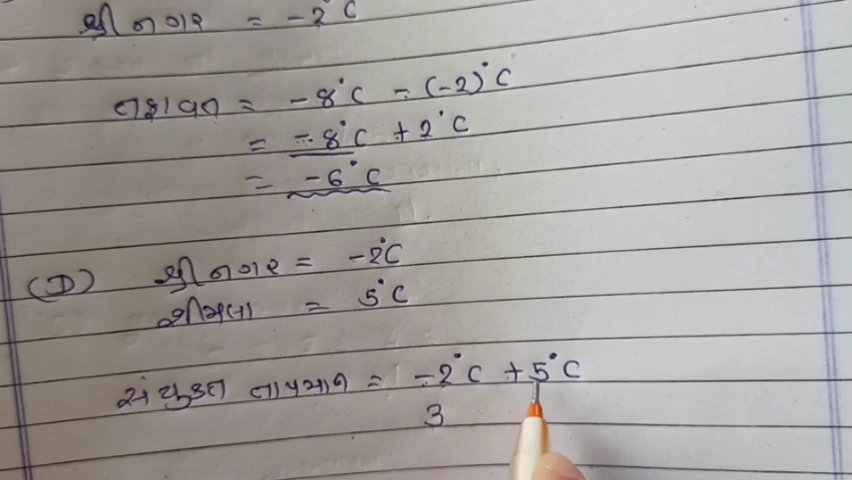 શ્રીનગર = -2°C
તફાવત = -8°C - (-2)°C
= -8°C + 2°C
= -6°C
(D) શ્રીનગર = -2°C
શીમલા = 5°C
સંયુક્ત તાપમાન = -2°C + 5°C
3